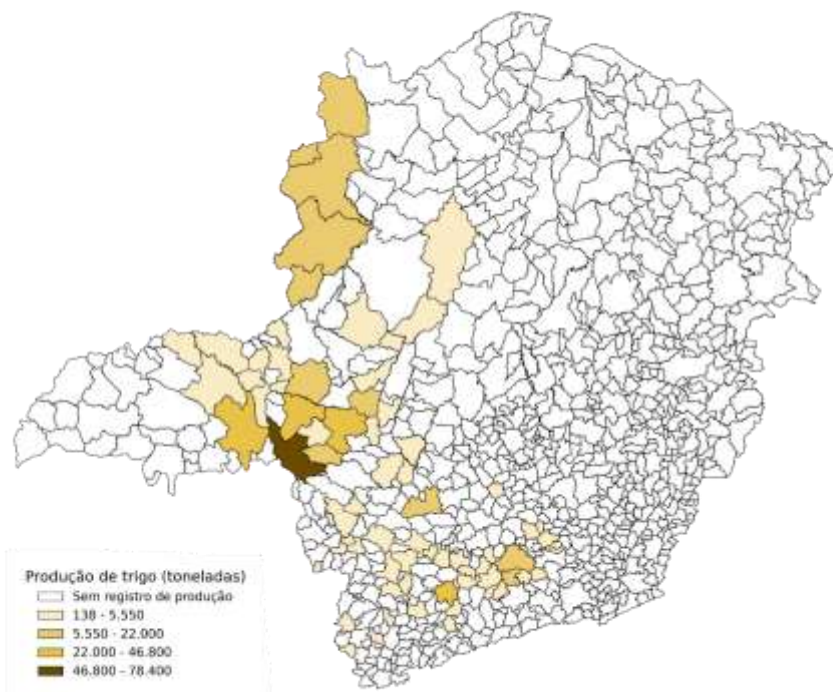 Produção de trigo (toneladas)
Sem registro de produção
138 - 5.550
5.550 - 22.000
22.000 - 46.800
46.800 - 78.400